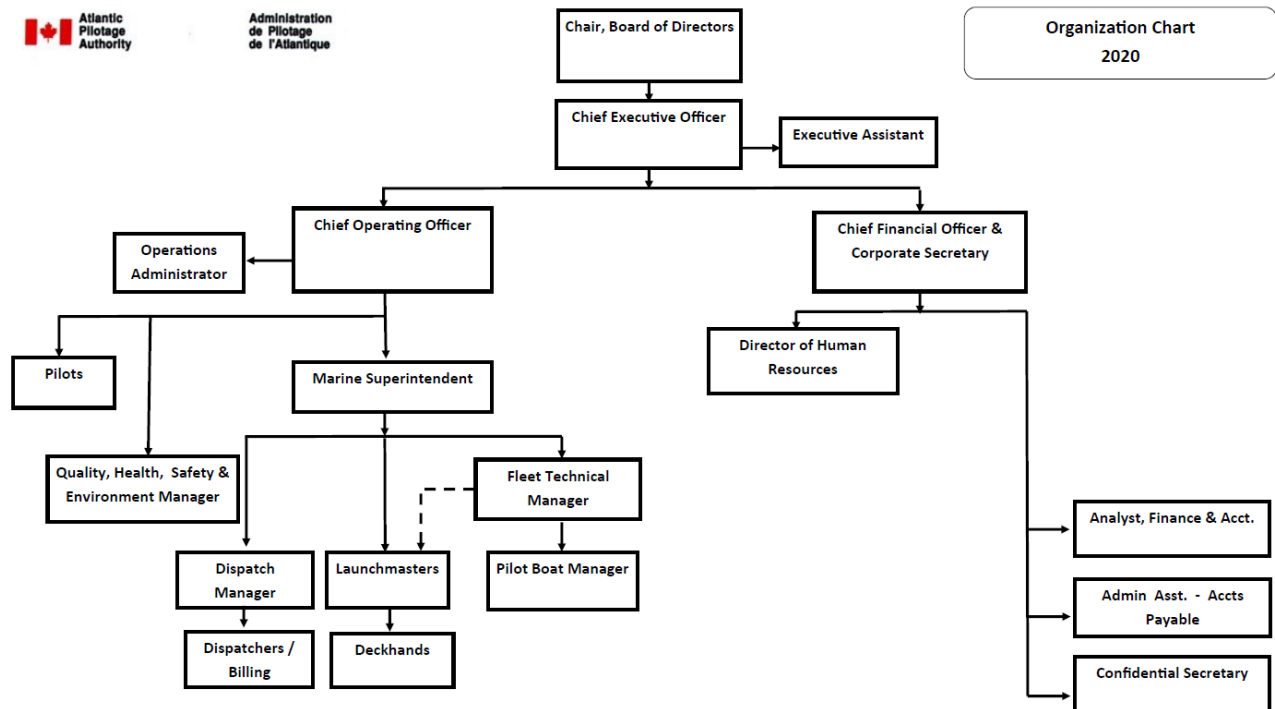 Atlantic
Pilotage
Authority
Administration
de Pilotage
de l'Atlantique
Organization Chart
2020
Chair, Board of Directors
Chief Executive Officer
Executive Assistant
Chief Operating Officer
Chief Financial Officer &
Corporate Secretary
Operations
Administrator
Director of Human
Resources
Pilots
Marine Superintendent
Quality, Health, Safety &
Environment Manager
Fleet Technical
Manager
Analyst, Finance & Acct.
Dispatch
Manager
Launchmasters
Pilot Boat Manager
Admin Asst. - Accts
Payable
Dispatchers /
Billing
Deckhands
Confidential Secretary